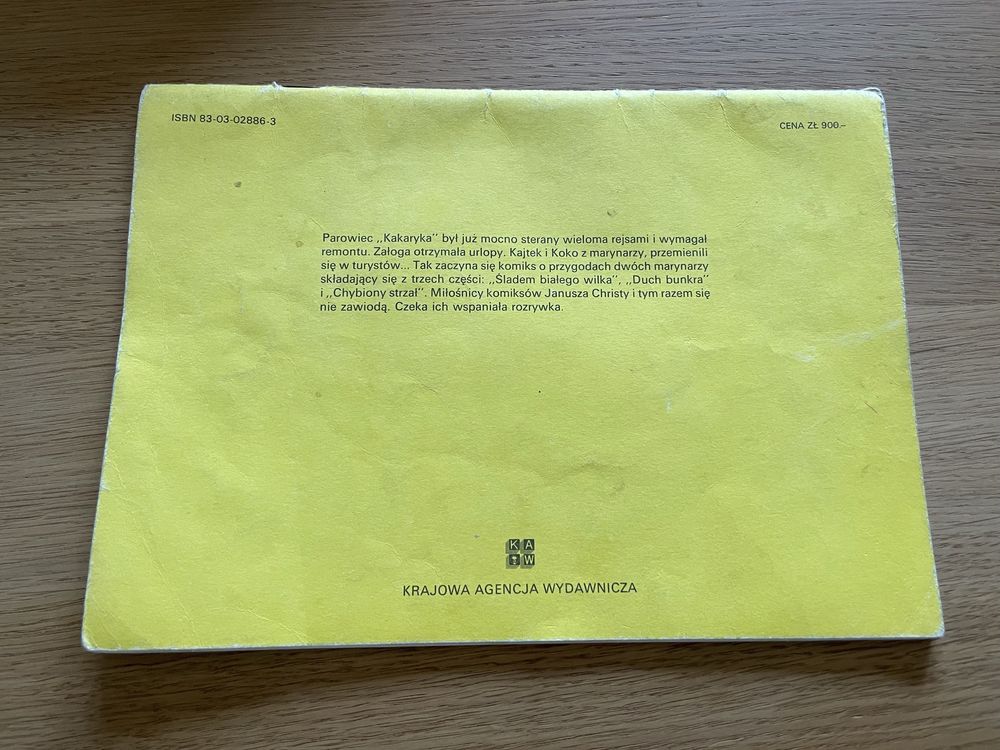 ISBN 83-03-02886-3
CENA ZŁ 900.–
Parowiec ,,Kakaryka″ był już mocno sterany wieloma rejsami i wymagał
remontu. Załoga otrzymała urlopy. Kajtek i Koko z marynarzy, przemienili
się w turystów... Tak zaczyna się komiks o przygodach dwóch marynarzy
składający się z trzech części: ,,Śladem białego wilka″, ,,Duch bunkra″
i ,,Chybiony strzał″. Miłośnicy komiksów Janusza Christy i tym razem się
nie zawiodą. Czeka ich wspaniała rozrywka.
K A
W
KRAJOWA AGENCJA WYDAWNICZA